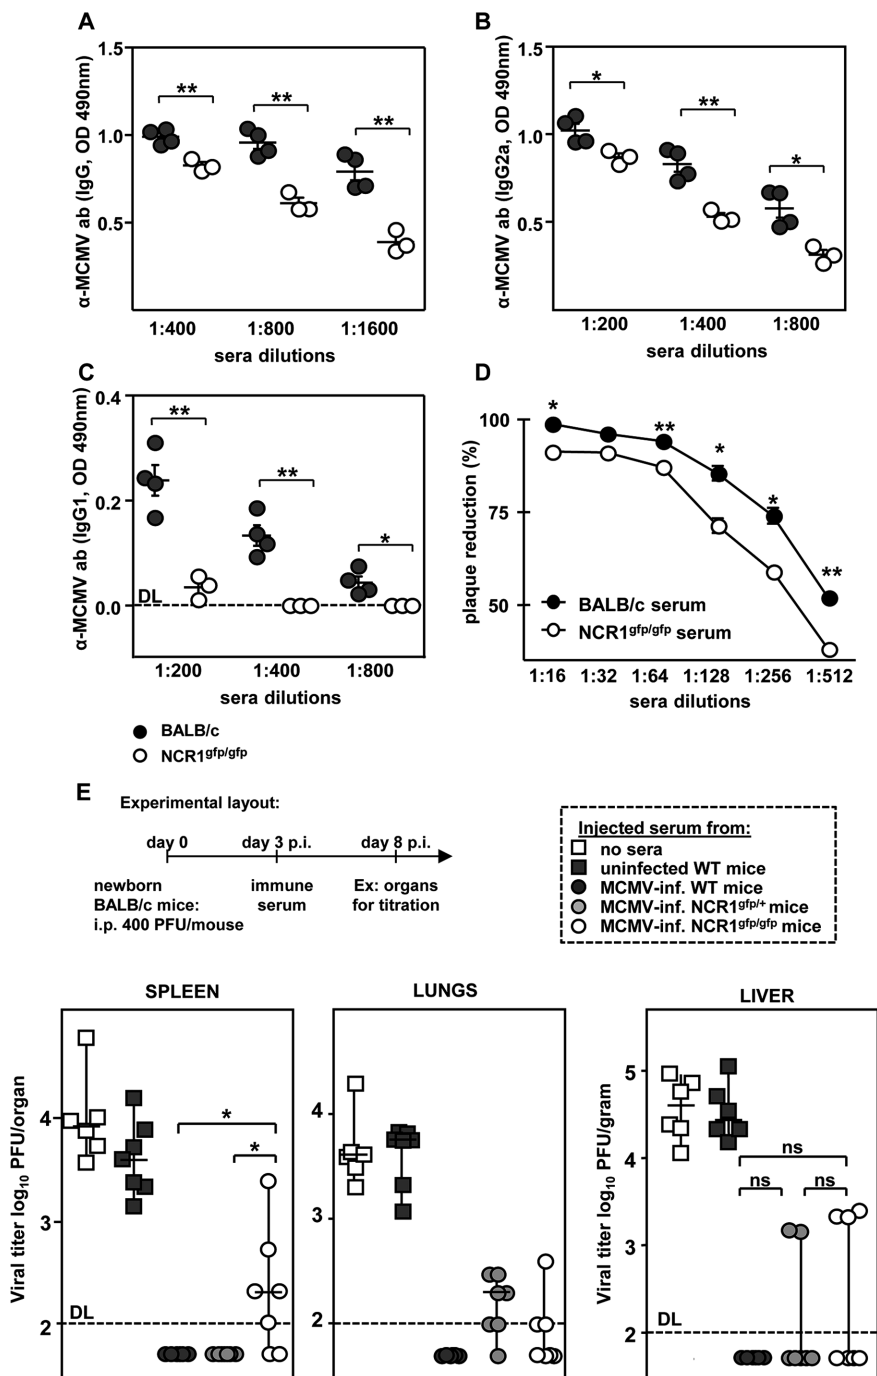 A
α-MCMV ab (IgG, OD 490nm)
1.5
1.0
0.5
**
**
**
1:400 1:800 1:1600
sera dilutions
B
α-MCMV ab (IgG2a, OD 490nm)
1.5
1.0
0.5
*
**
*
1:200 1:400 1:800
sera dilutions
C
α-MCMV ab (IgG1, OD 490nm)
0.4
0.2
0.0
DL
**
**
*
1:200 1:400 1:800
sera dilutions
BALB/c
NCR1gfp/gfp
D
plaque reduction (%)
100
75
50
*
**
*
*
**
BALB/c serum
NCR1gfp/gfp serum
1:16 1:32 1:64 1:128 1:256 1:512
sera dilutions
E
Experimental layout:
day 0 day 3 p.i. day 8 p.i.
newborn immune Ex: organs
BALB/c mice: serum for titration
i.p. 400 PFU/mouse
Injected serum from:
no sera
uninfected WT mice
MCMV-inf. WT mice
MCMV-inf. NCR1gfp/+ mice
MCMV-inf. NCR1gfp/gfp mice
SPLEEN
Viral titer log10 PFU/organ
4
3
2
DL
*
*
LUNGS
4
3
2
LIVER
Viral titer log10 PFU/gram
5
4
3
2
DL
ns
ns ns